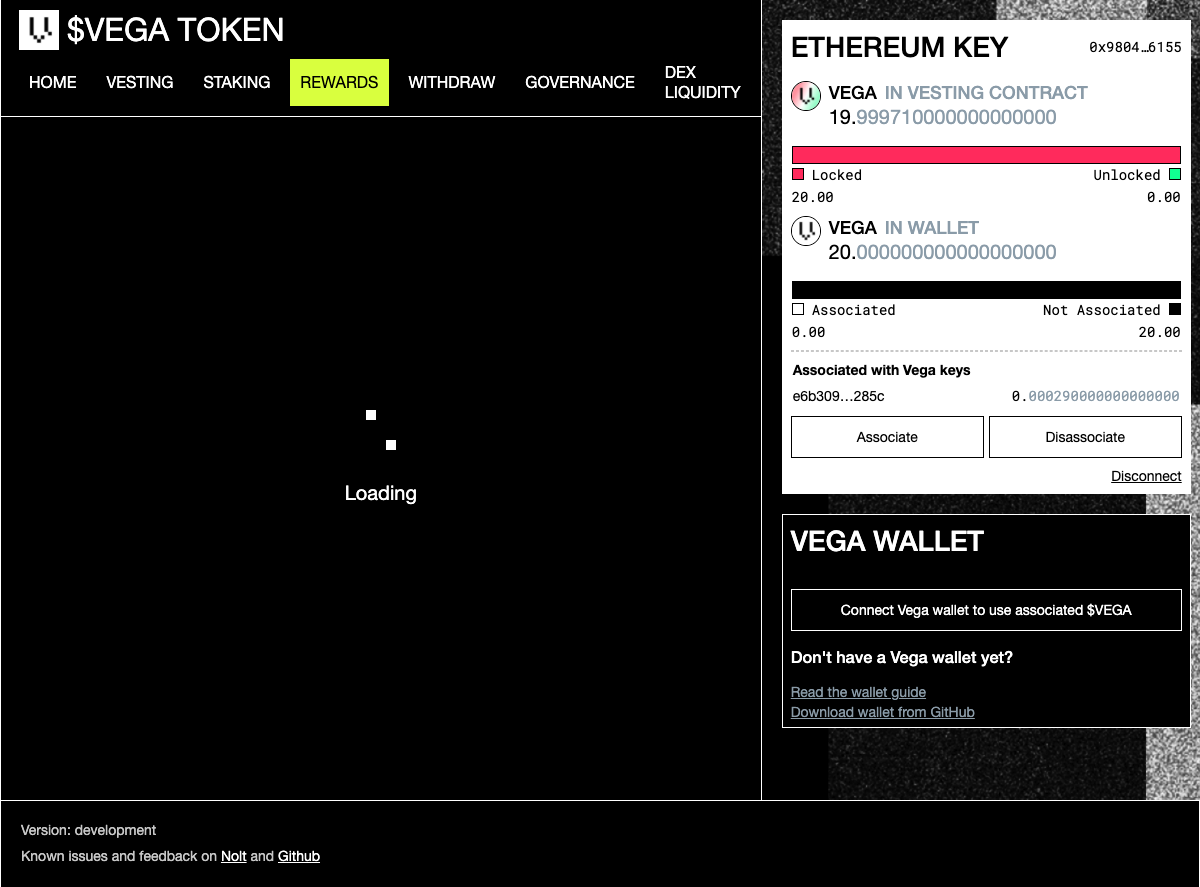 $VEGA TOKEN
HOME VESTING STAKING REWARDS WITHDRAW GOVERNANCE DEX LIQUIDITY
Loading
ETHEREUM KEY 0x9804…6155
VEGA IN VESTING CONTRACT
19.999710000000000000
Locked Unlocked
20.00 0.00
VEGA IN WALLET
20.000000000000000000
Associated Not Associated
0.00 20.00
Associated with Vega keys
e6b309…285c 0.000290000000000000
Associate Disassociate
Disconnect
VEGA WALLET
Connect Vega wallet to use associated $VEGA
Don't have a Vega wallet yet?
Read the wallet guide
Download wallet from GitHub
Version: development
Known issues and feedback on Nolt and Github